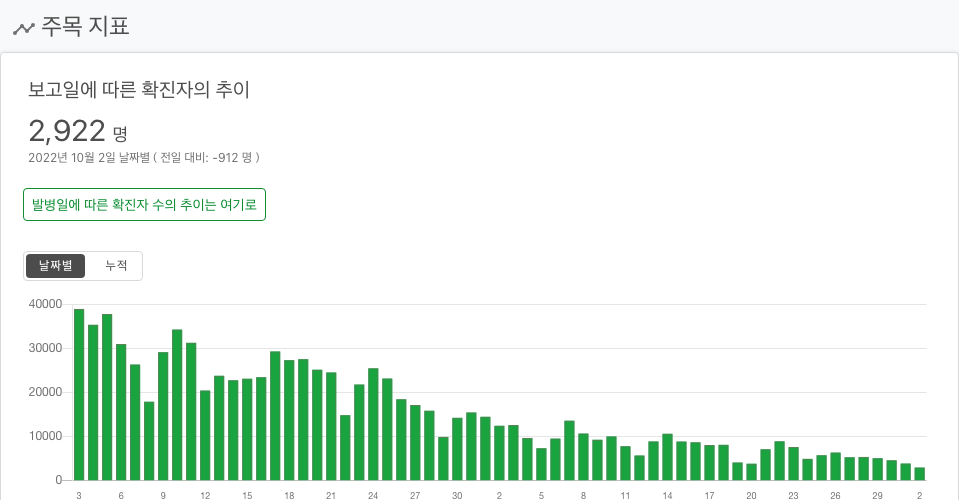 주목 지표
보고일에 따른 확진자의 추이
2,922 명
2022년 10월 2일 날짜별 ( 전일 대비: -912 명 )
발병일에 따른 확진자 수의 추이는 여기로
날짜별 누적
40000
30000
20000
10000
0
3 6 9 12 15 18 21 24 27 30 2 5 8 11 14 17 20 23 26 29 2